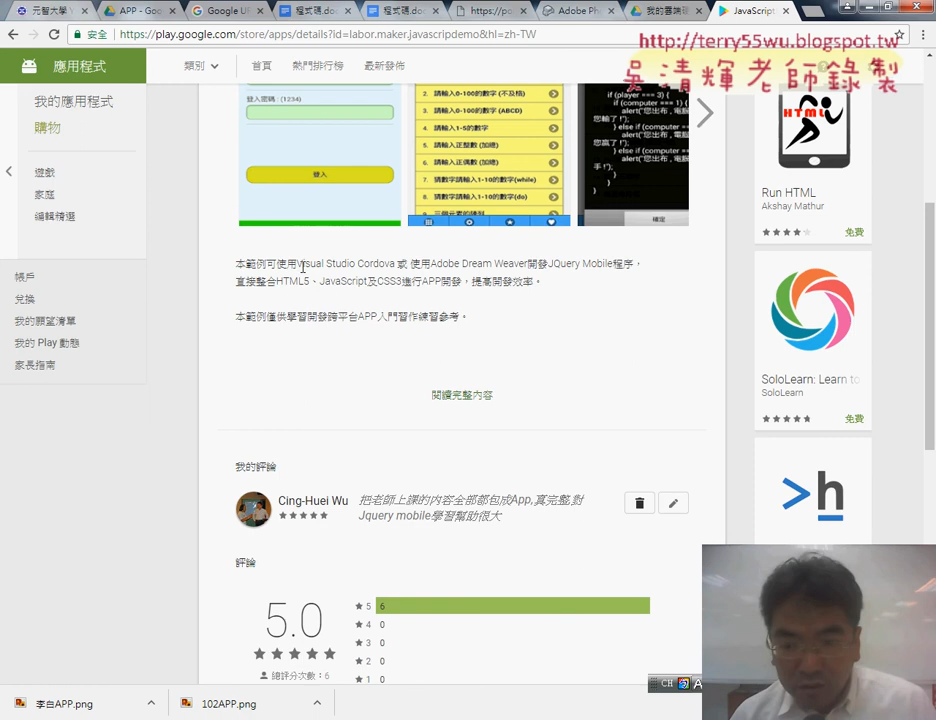 元智大學
APP - Goo
Google UR
程式碼.do
程式碼.do
https://po
Adobe Ph
我的雲端硬
JavaScript
安全 https://play.google.com/store/apps/details?id=labor.maker.javascripdemo&hl=zh-TW
http://terry55wu.blogspot.tw
吳清輝老師錄製
應用程式
類別 首頁 熱門排行榜 最新發佈
我的應用程式
購物
遊戲
家庭
編輯精選
帳戶
兌換
我的願望清單
我的 Play 動態
家長指南
登入密碼 : (1234)
登入
2. 請輸入0-100的數字 (不及格)
3. 請輸入0-100的數字 (ABCD)
4. 請輸入1-5的數字
5. 請輸入正整數 (加總)
6. 請輸入正偶數 (加總)
7. 猜數字請輸入1-10的數字(while)
8. 猜數字請輸入1-10的數字(do)
9. 三個元素的陣列
if (player === 3) {
if (computer === 1) {
alert("您出布 , 電腦
您輸了 !");
} else if (computer
alert("您出布 , 電腦
您贏了 !");
} else if (computer
alert("您出布 , 電腦
手 !");
}
確定
本範例可使用Visual Studio Cordova 或 使用Adobe Dream Weaver開發JQuery Mobile程序，
直接整合HTML5、JavaScript及CSS3進行APP開發，提高開發效率。
本範例僅供學習開發跨平台APP入門習作練習參考。
閱讀完整內容
我的評論
Cing-Huei Wu
把老師上課的內容全部都包成App,真完整,對
Jquery mobile學習幫助很大
評論
5.0
總評分次數：6
5 6
4 0
3 0
2 0
1 0
HTML
Run HTML
Akshay Mathur
免費
SoloLearn: Learn to
SoloLearn
免費
>h
CH
李白APP.png
102APP.png